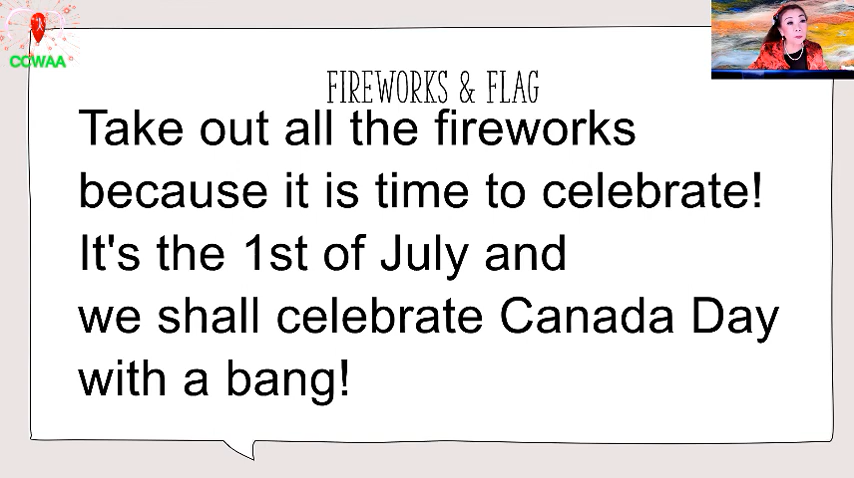 CCWAA
FIREWORKS & FLAG
Take out all the fireworks
because it is time to celebrate!
It's the 1st of July and
we shall celebrate Canada Day
with a bang!